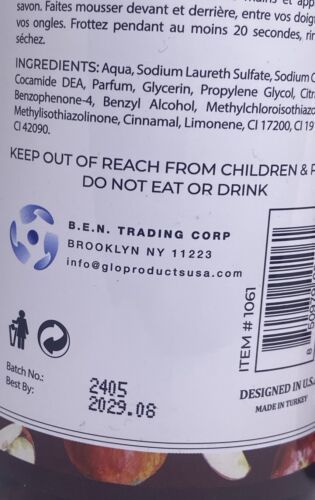 savon. Faites mousser devant et derrière, entre vos
vos ongles. Frottez pendant au moins 20 secondes,
séchez.
INGREDIENTS: Aqua, Sodium Laureth Sulfate, Sodium
Cocamide DEA, Parfum, Glycerin, Propylene Glycol,
Benzophenone-4, Benzyl Alcohol,
Methylisothiazolinone, Cinnamal, Limonene, CI 17200, CI 19
CI 42090.
KEEP OUT OF REACH FROM CHILDREN &
DO NOT EAT OR DRINK
B.E.N. TRADING CORP
BROOKLYN NY 11223
info@gloproductsusa.com
ITEM # 1061
Batch No.: 2405
Best By: 2029.08
DESIGNED IN U.S.A
MADE IN TURKEY